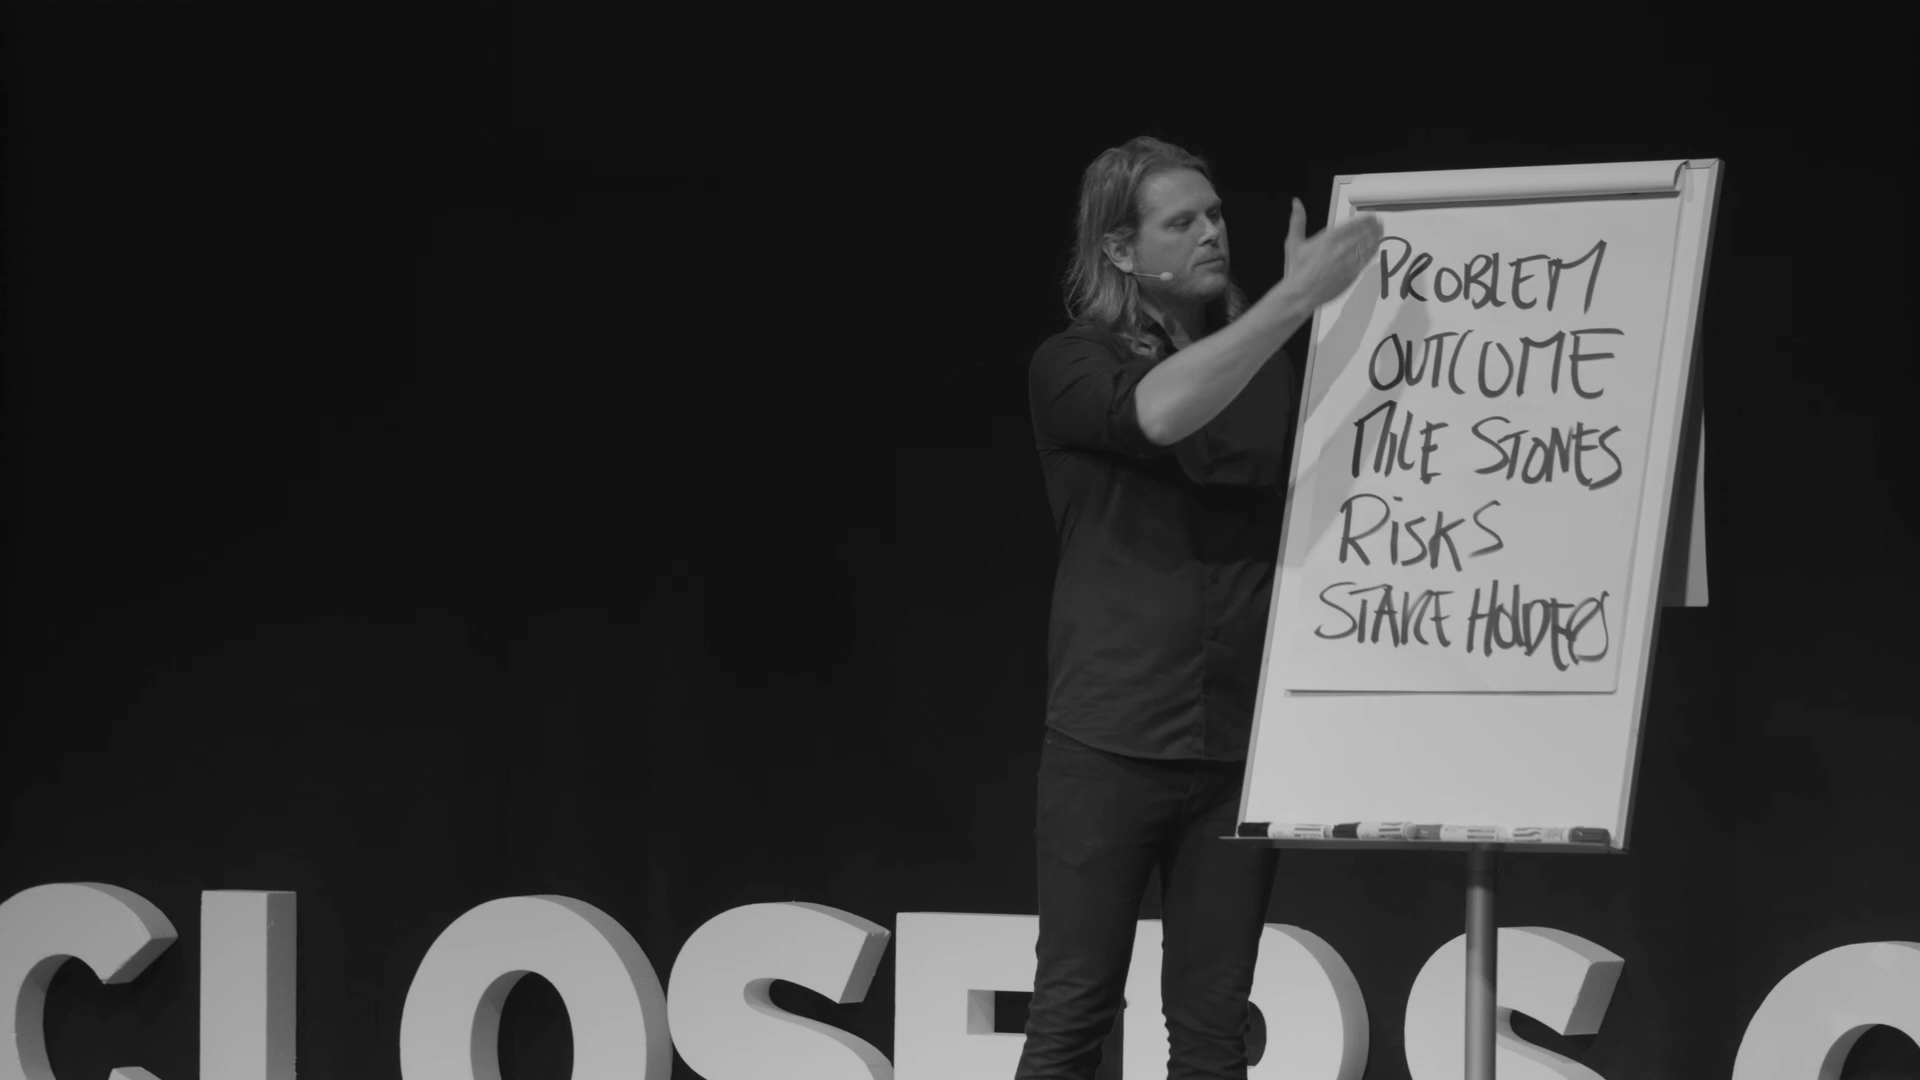 PROBLEM
OUTCOME
MILE STONES
RISKS
STAKE HOLDERS
CLOSERS